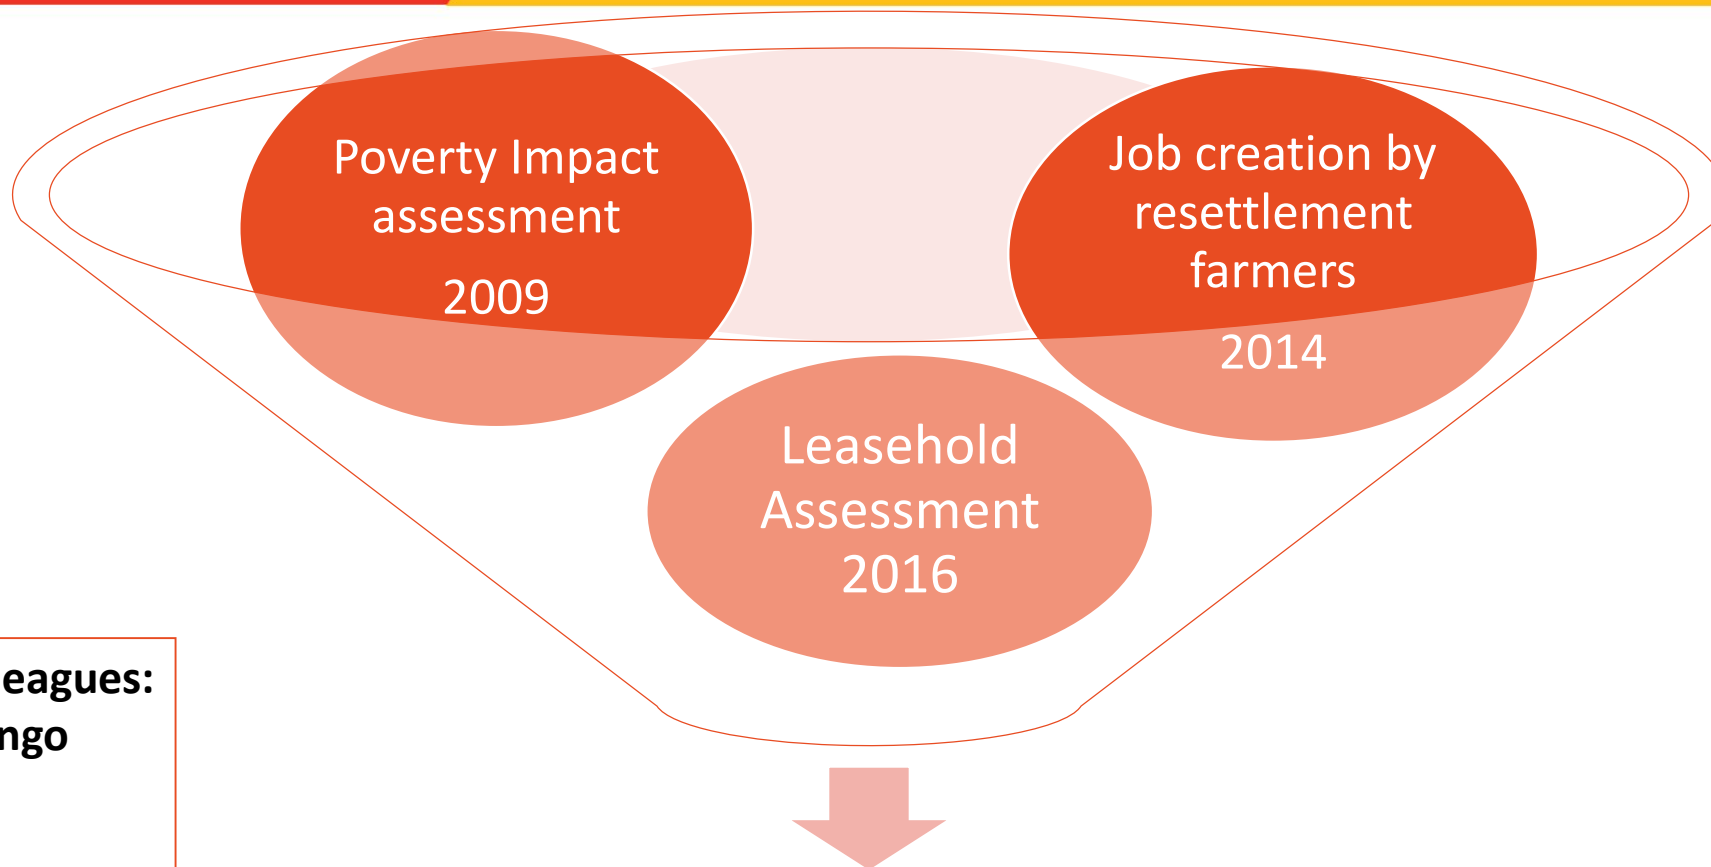 Poverty Impact
assessment
2009
Job creation by
resettlement
farmers
2014
Leasehold
Assessment
2016
eagues:
ngo